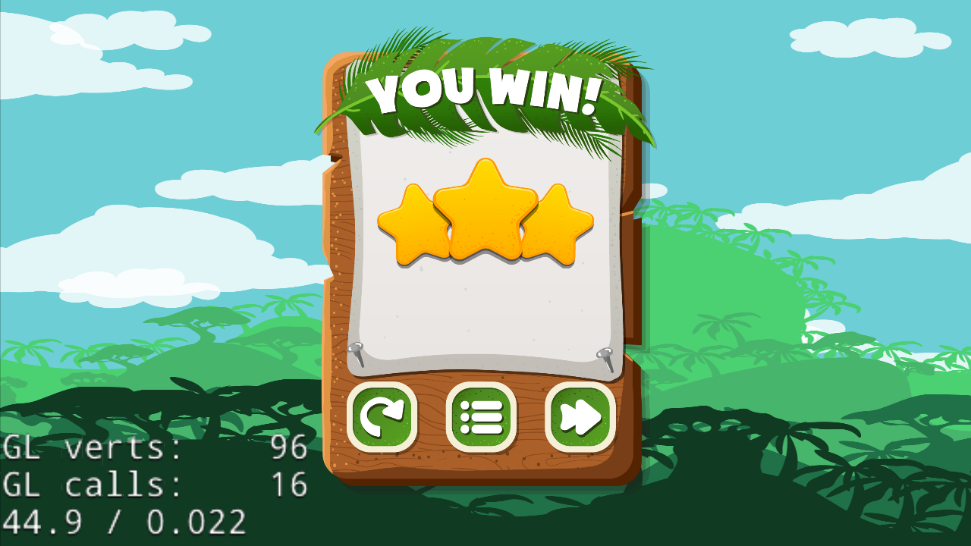 YOU WIN!
GL verts: 96
GL calls: 16
44.9 / 0.022